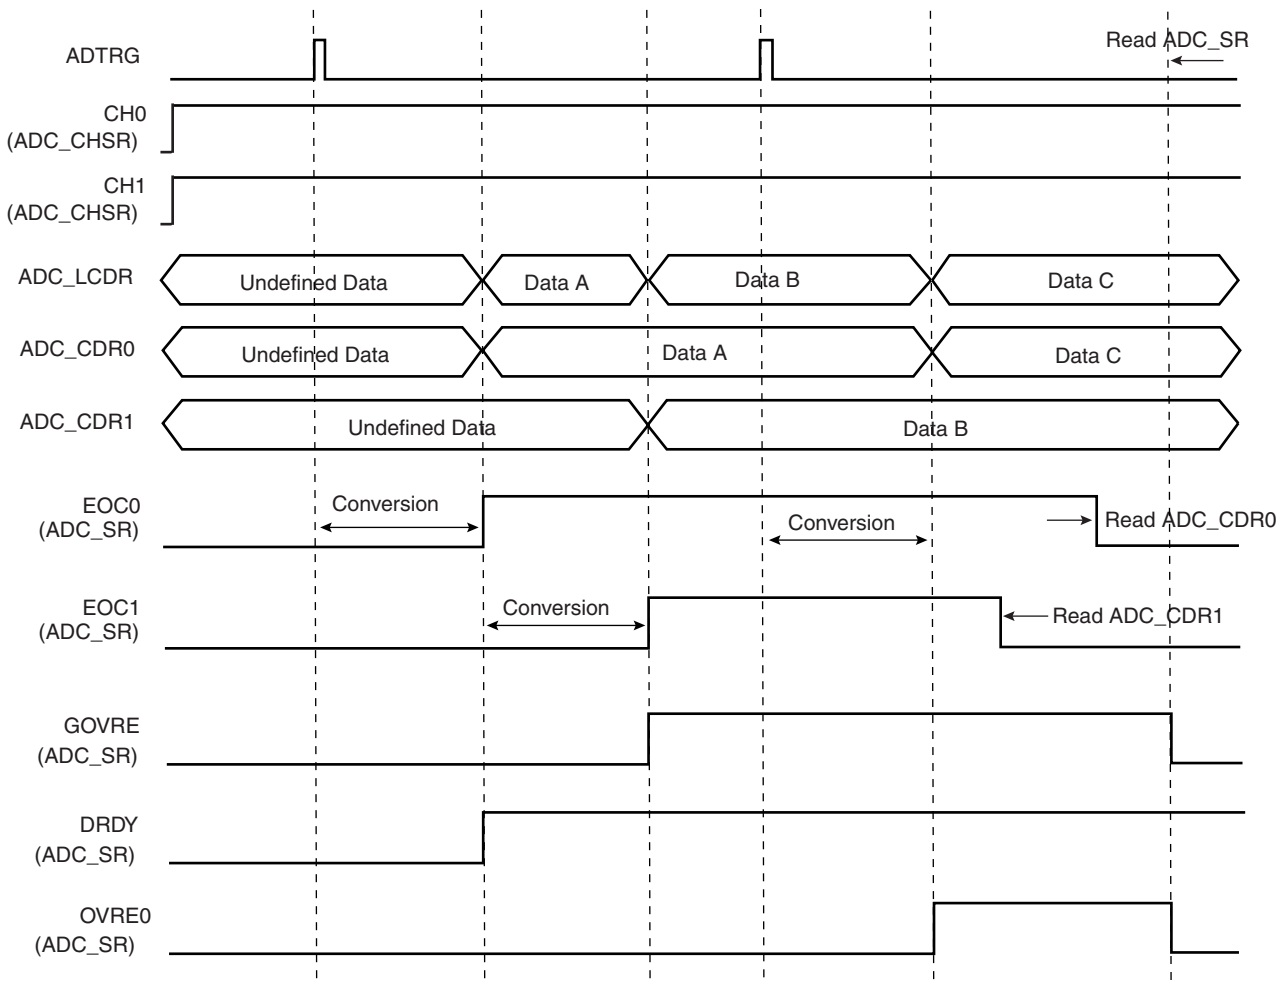 Read ADC_SR
ADTRG
CH0
(ADC_CHSR)
CH1
(ADC_CHSR)
ADC_LCDR
Undefined Data
Data A
Data B
Data C
ADC_CDR0
Undefined Data
Data A
Data C
ADC_CDR1
Undefined Data
Data B
EOC0
(ADC_SR)
Conversion
Conversion
Read ADC_CDR0
EOC1
(ADC_SR)
Conversion
Read ADC_CDR1
GOVRE
(ADC_SR)
DRDY
(ADC_SR)
OVRE0
(ADC_SR)